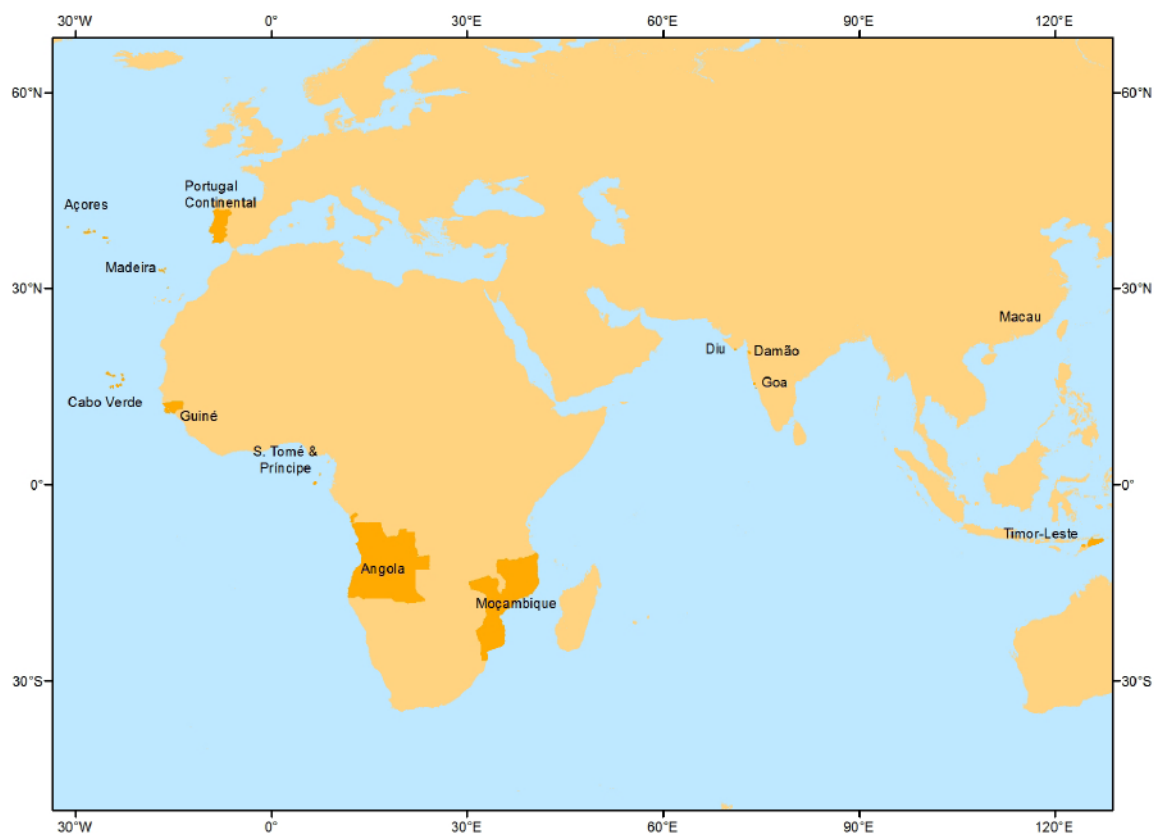 30°W 0° 30°E 60°E 90°E 120°E
60°N 60°N
Portugal
Continental
Açores
Madeira
30°N 30°N
Macau
Diu Damão
Goa
Cabo Verde
Guiné
S. Tomé &
Príncipe
0° 0°
Timor-Leste
Angola
Moçambique
30°S 30°S
30°W 0° 30°E 60°E 90°E 120°E